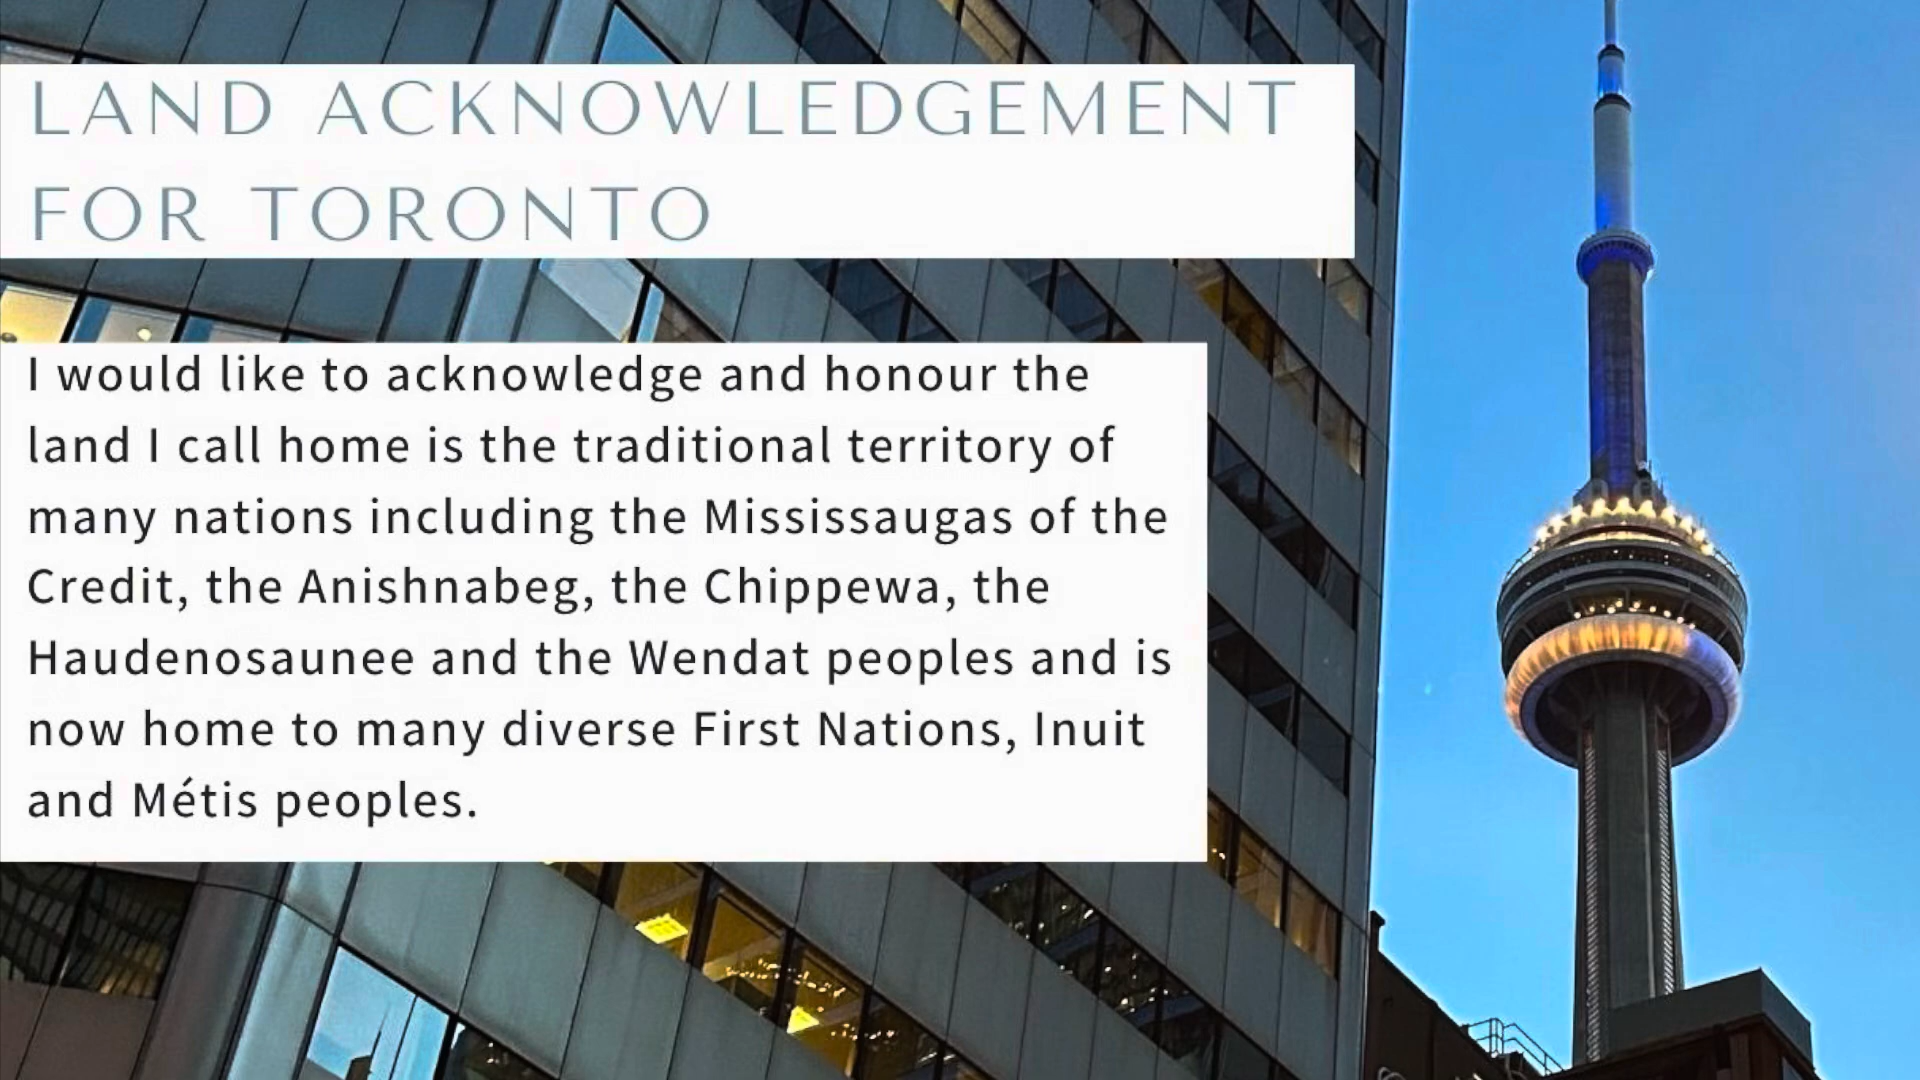 LAND ACKNOWLEDGEMENT
FOR TORONTO
I would like to acknowledge and honour the
land I call home is the traditional territory of
many nations including the Mississaugas of the
Credit, the Anishnabeg, the Chippewa, the
Haudenosaunee and the Wendat peoples and is
now home to many diverse First Nations, Inuit
and Métis peoples.